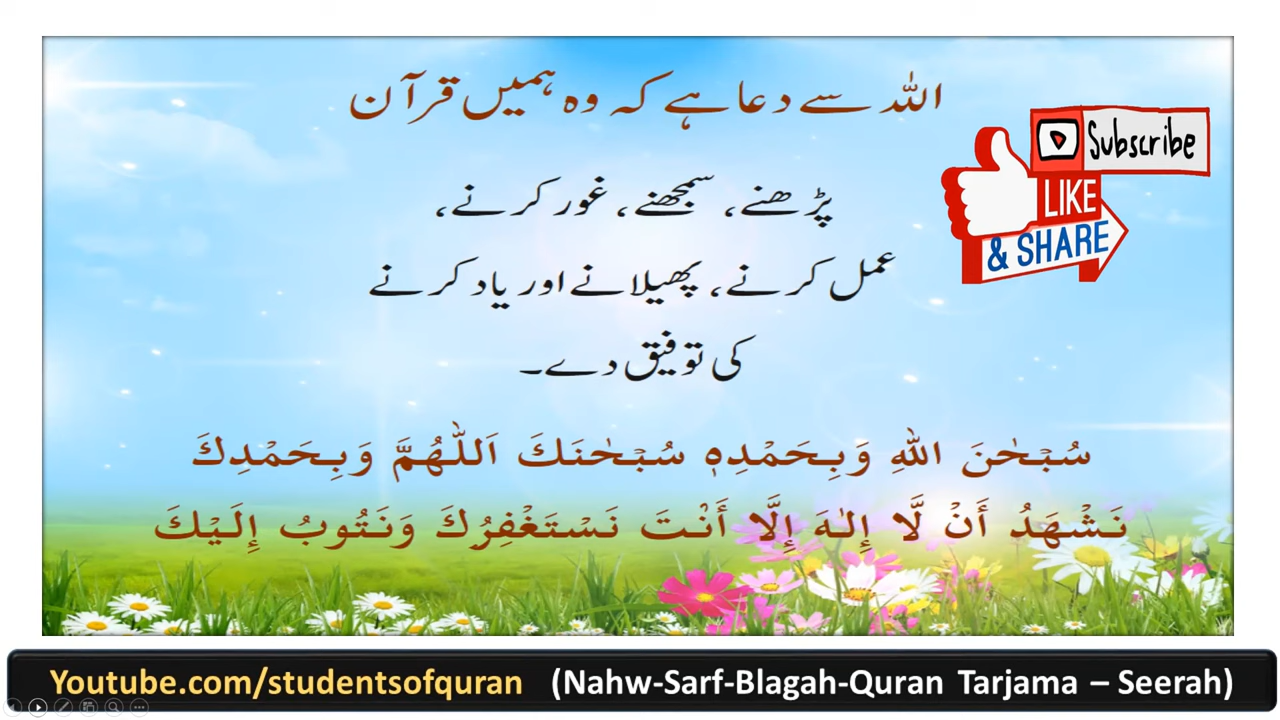 اللہ سے دعا ہے کہ وہ ہمیں قرآن
پڑھنے، سمجھنے، غور کرنے،
عمل کرنے، پھیلانے اور یاد کرنے
کی توفیق دے۔
Subscribe
LIKE
& SHARE
سُبْحٰنَ اللّٰهِ وَبِحَمْدِهٖ سُبْحٰنَكَ اَللّٰهُمَّ وَبِحَمْدِكَ
نَشْهَدُ أَنْ لَّا إِلٰهَ إِلَّا أَنْتَ نَسْتَغْفِرُكَ وَنَتُوبُ إِلَيْكَ
Youtube.com/studentsofquran (Nahw-Sarf-Blagah-Quran Tarjama – Seerah)